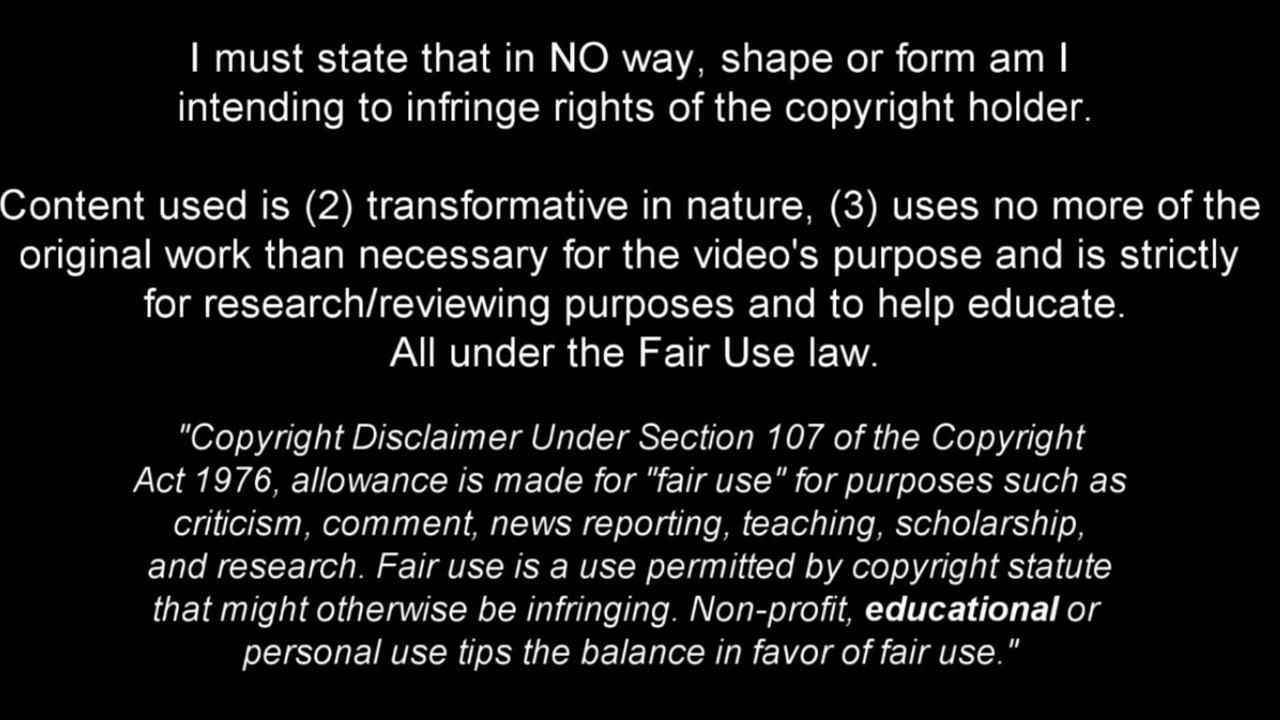 I must state that in NO way, shape or form am I
intending to infringe rights of the copyright holder.
Content used is (2) transformative in nature, (3) uses no more of the
original work than necessary for the video's purpose and is strictly
for research/reviewing purposes and to help educate.
All under the Fair Use law.
"Copyright Disclaimer Under Section 107 of the Copyright
Act 1976, allowance is made for "fair use" for purposes such as
criticism, comment, news reporting, teaching, scholarship,
and research. Fair use is a use permitted by copyright statute
that might otherwise be infringing. Non-profit, educational or
personal use tips the balance in favor of fair use."